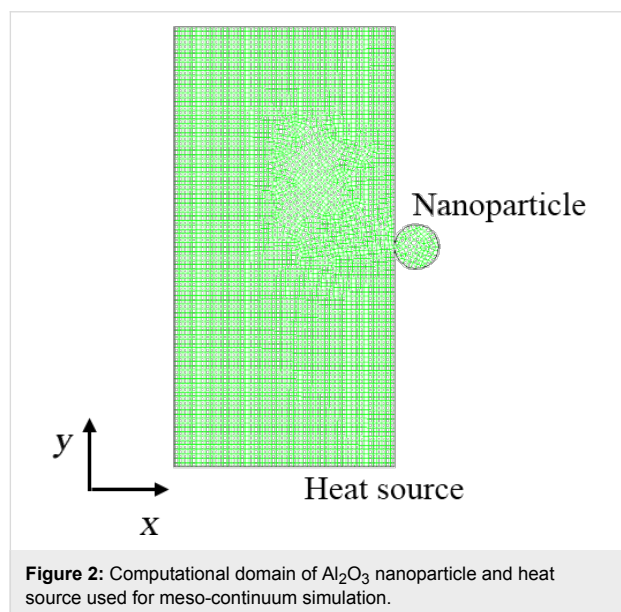 Nanoparticle
y
x
Heat source
Figure 2: Computational domain of Al₂O₃ nanoparticle and heat
source used for meso-continuum simulation.